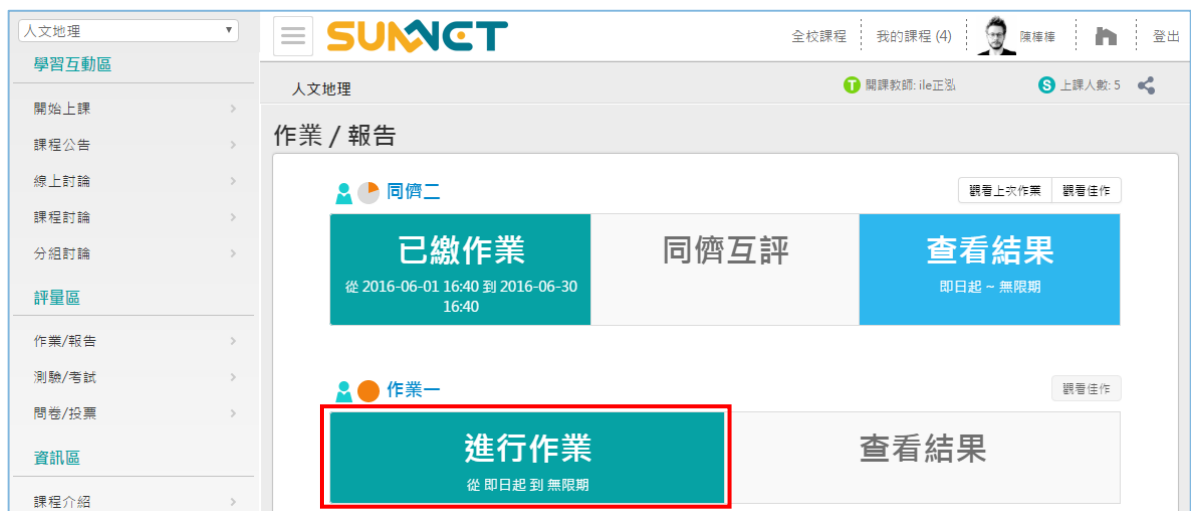 人文地理
SUNNET
全校課程
我的課程 (4)
陳棒棒
登出
學習互動區
人文地理
開課教師: ile正泓
上課人數: 5
開始上課
課程公告
線上討論
課程討論
分組討論
評量區
作業/報告
測驗/考試
問卷/投票
資訊區
課程介紹
作業 / 報告
同儕二
觀看上次作業
觀看佳作
已繳作業
從 2016-06-01 16:40 到 2016-06-30
16:40
同儕互評
查看結果
即日起 ~ 無限期
作業一
觀看佳作
進行作業
從 即日起 到 無限期
查看結果